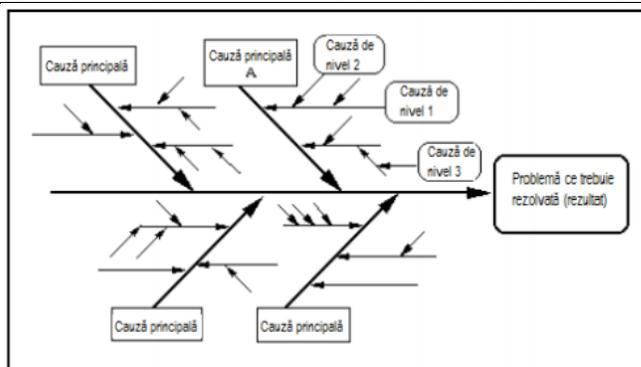 Cauză principală
Cauză principală
A
Cauză de
nivel 2
Cauză de
nivel 1
Cauză de
nivel 3
Problemă ce trebuie
rezolvată (rezultat)
Cauză principală
Cauză principală